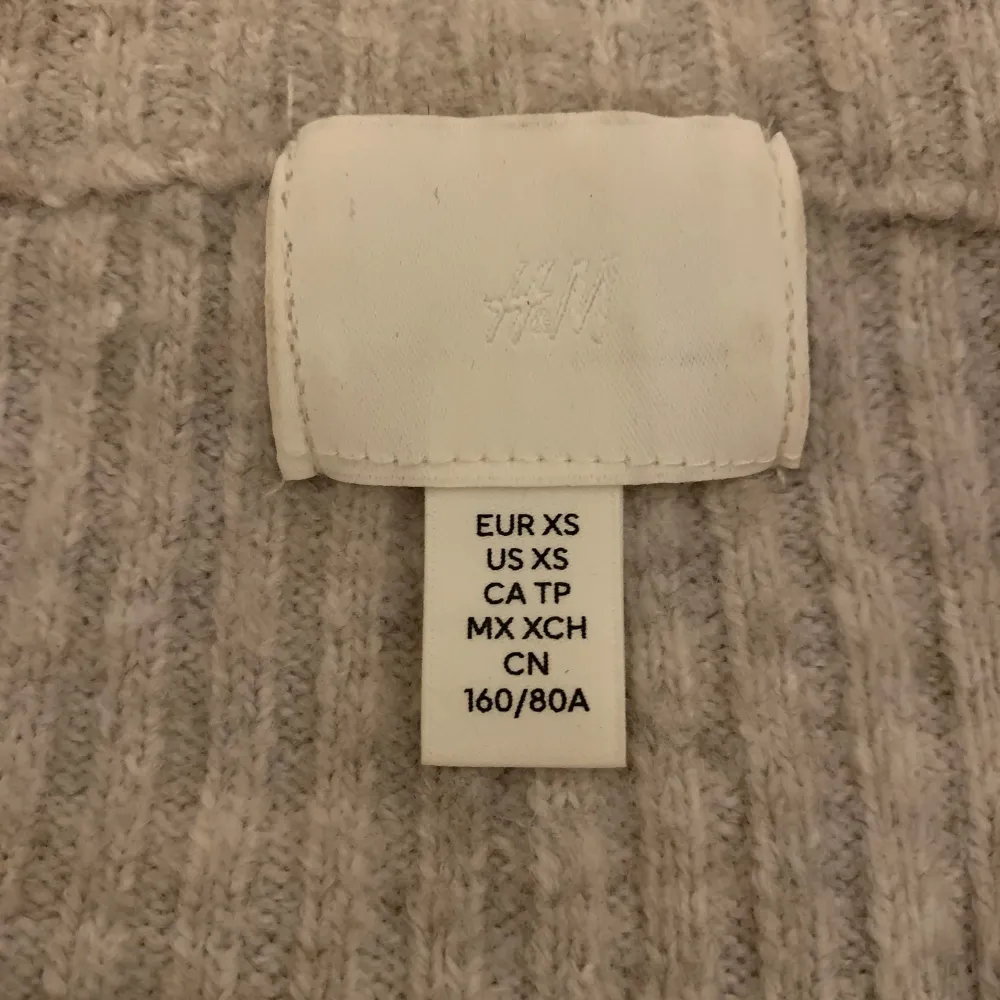 H&M
EUR XS
US XS
CA TP
MX XCH
CN
160/80A